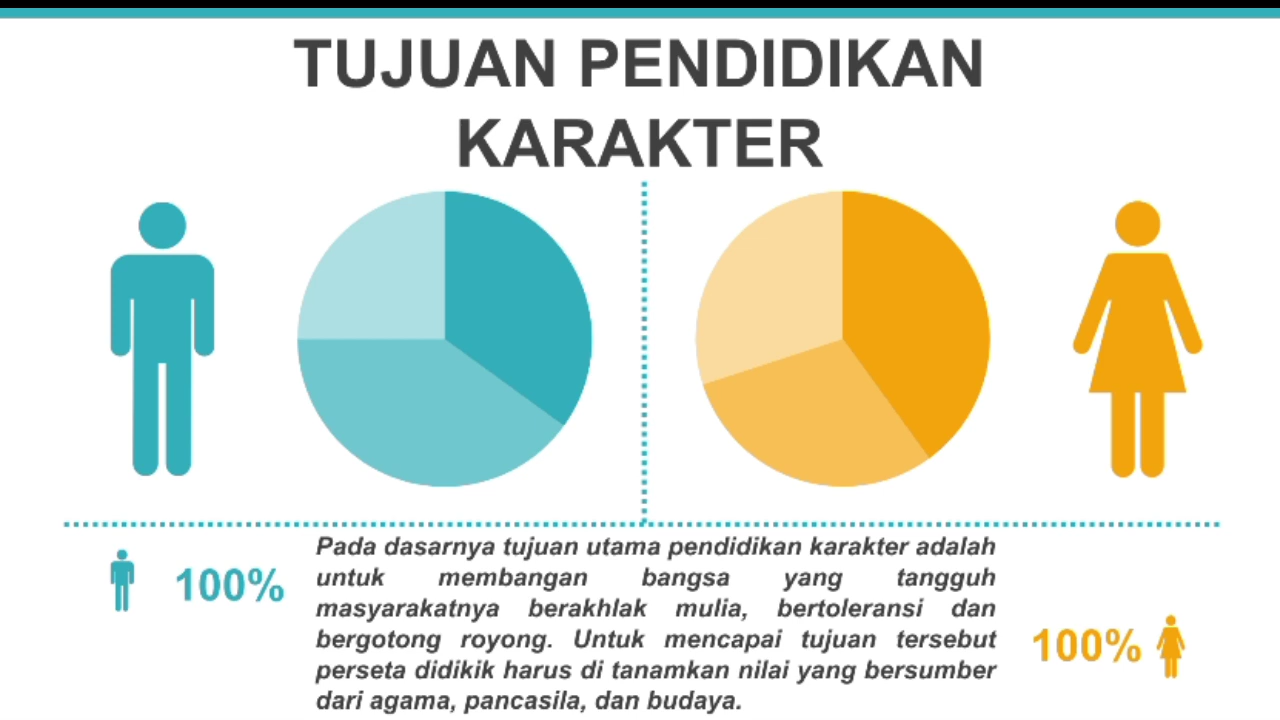 TUJUAN PENDIDIKAN
KARAKTER
100%
Pada dasarnya tujuan utama pendidikan karakter adalah
untuk membangan bangsa yang tangguh
masyarakatnya berakhlak mulia, bertoleransi dan
bergotong royong. Untuk mencapai tujuan tersebut
perseta didikik harus di tanamkan nilai yang bersumber
dari agama, pancasila, dan budaya.
100%